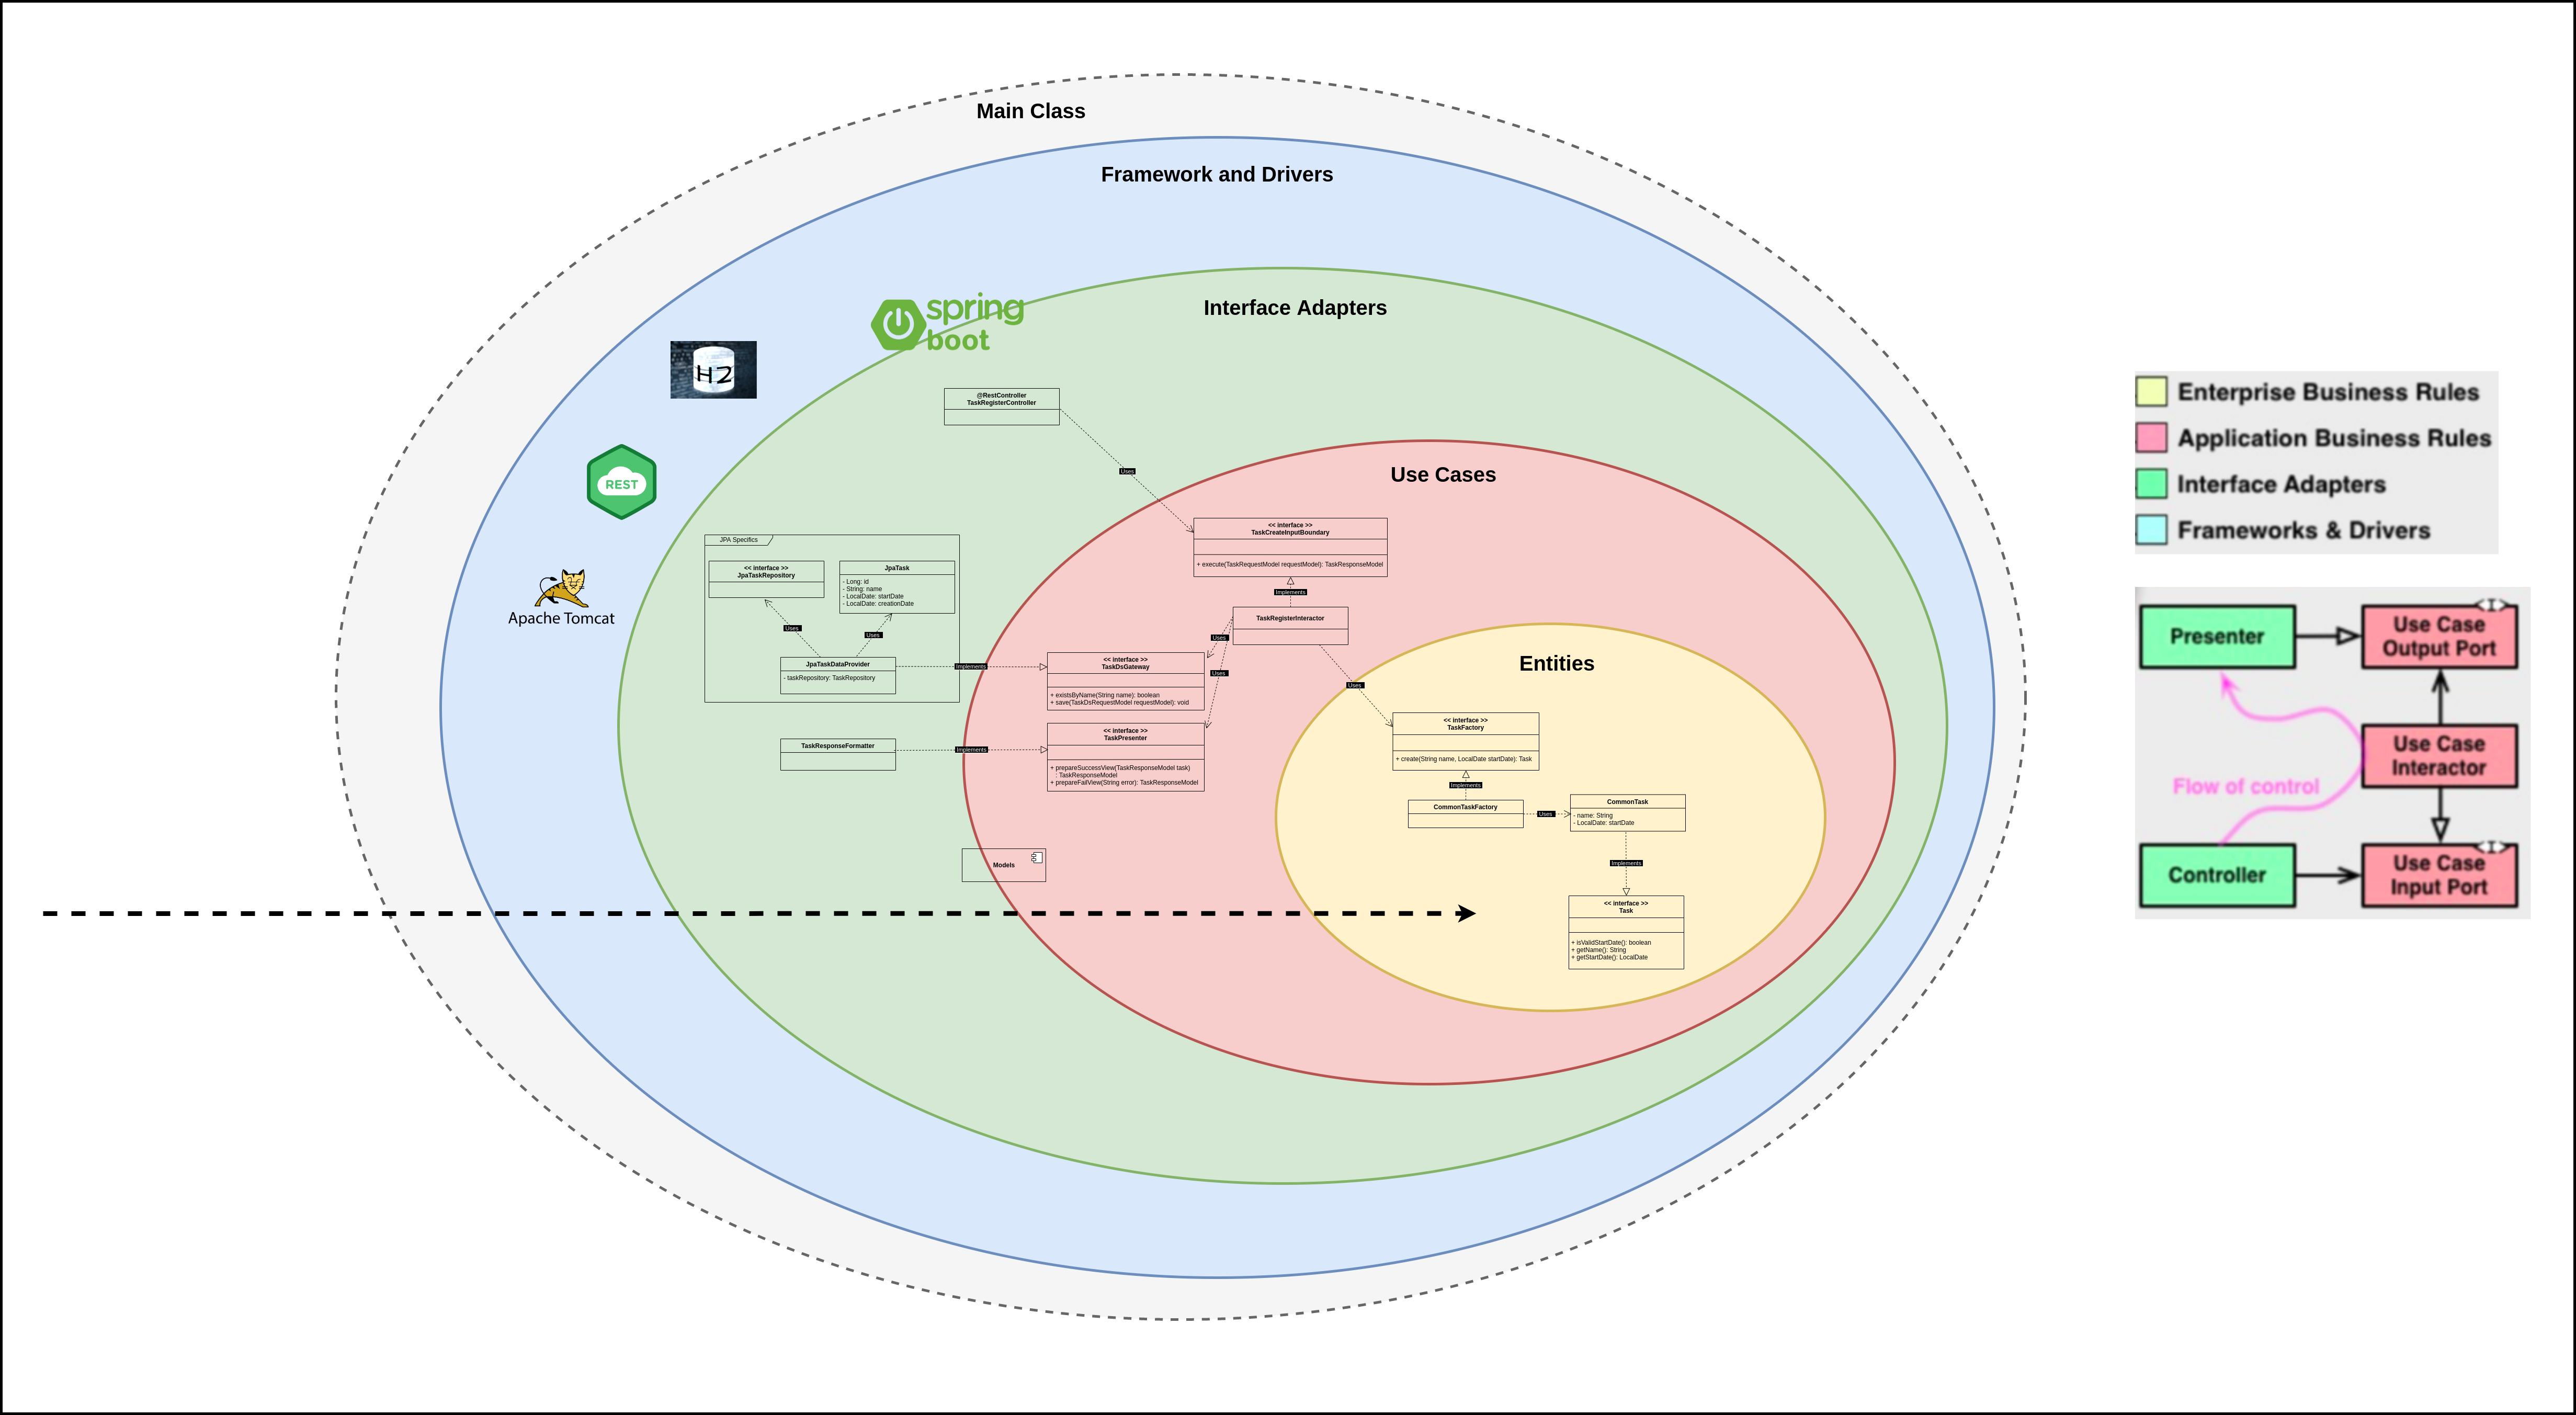 Main Class
Framework and Drivers
Interface Adapters
spring
boot
H2
REST
Apache Tomcat
@RestController
TaskRegisterController
Uses
Use Cases
<< interface >>
TaskCreateInputBoundary
+ execute(TaskRequestModel requestModel): TaskResponseModel
Implements
TaskRegisterInteractor
Uses
Uses
Uses
JPA Specifics
<< interface >>
JpaTaskRepository
JpaTask
- Long: id
- String: name
- LocalDate: startDate
- LocalDate: creationDate
Uses
Uses
JpaTaskDataProvider
- taskRepository: TaskRepository
Implements
<< interface >>
TaskDsGateway
+ existsByName(String name): boolean
+ save(TaskDsRequestModel requestModel): void
TaskResponseFormatter
Implements
<< interface >>
TaskPresenter
+ prepareSuccessView(TaskResponseModel task)
: TaskResponseModel
+ prepareFailView(String error): TaskResponseModel
Models
Entities
<< interface >>
TaskFactory
+ create(String name, LocalDate startDate): Task
Implements
CommonTaskFactory
Uses
CommonTask
- name: String
- LocalDate: startDate
Implements
<< interface >>
Task
+ isValidStartDate(): boolean
+ getName(): String
+ getStartDate(): LocalDate
Enterprise Business Rules
Application Business Rules
Interface Adapters
Frameworks & Drivers
Presenter
<I>
Use Case
Output Port
Use Case
Interactor
Flow of control
Controller
<I>
Use Case
Input Port